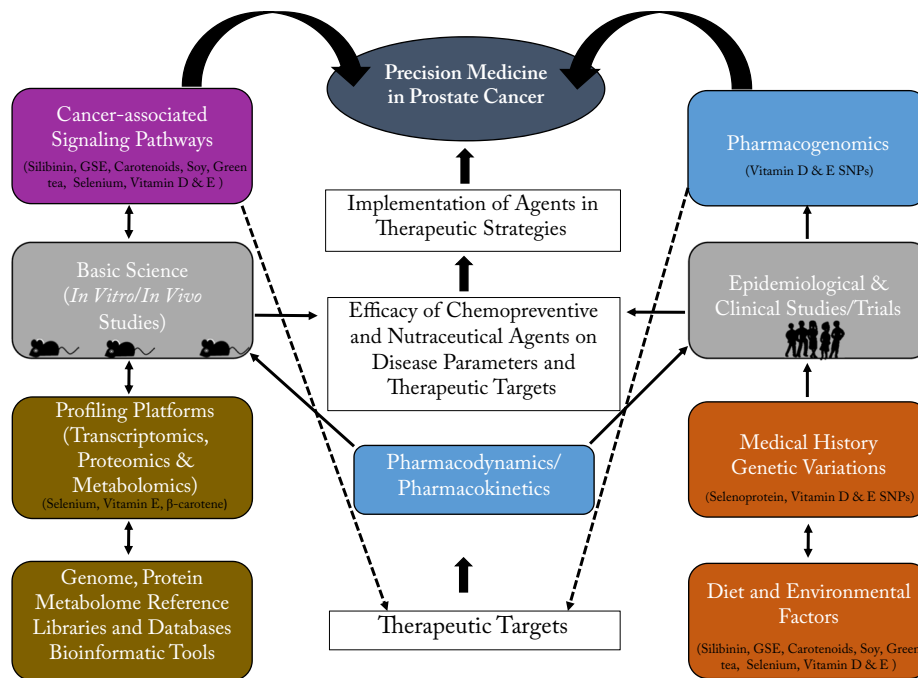 Precision Medicine
in Prostate Cancer
Cancer-associated
Signaling Pathways
(Silibinin, GSE, Carotenoids, Soy, Green
tea, Selenium, Vitamin D & E )
Pharmacogenomics
(Vitamin D & E SNPs)
Implementation of Agents in
Therapeutic Strategies
Basic Science
(In Vitro/In Vivo
Studies)
Efficacy of Chemopreventive
and Nutraceutical Agents on
Disease Parameters and
Therapeutic Targets
Epidemiological &
Clinical Studies/Trials
Profiling Platforms
(Transcriptomics,
Proteomics &
Metabolomics)
(Selenium, Vitamin E, β-carotene)
Pharmacodynamics/
Pharmacokinetics
Medical History
Genetic Variations
(Selenoprotein, Vitamin D & E SNPs)
Genome, Protein
Metabolome Reference
Libraries and Databases
Bioinformatic Tools
Therapeutic Targets
Diet and Environmental
Factors
(Silibinin, GSE, Carotenoids, Soy, Green
tea, Selenium, Vitamin D & E )